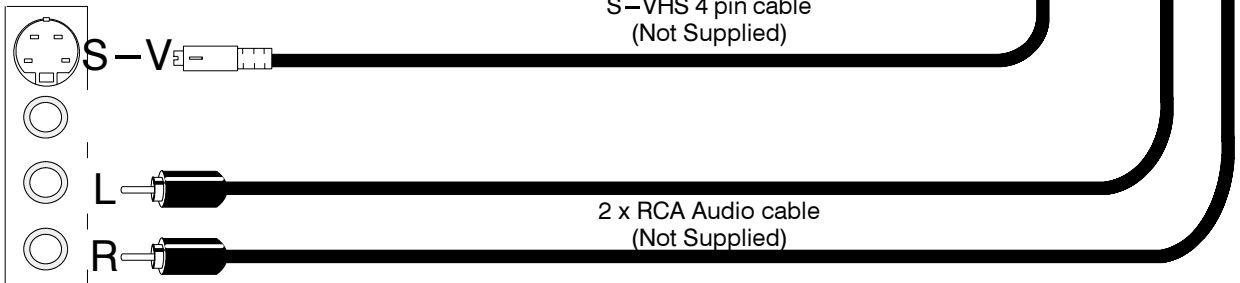 S-VHS 4 pin cable
(Not Supplied)
S-V
L
2 x RCA Audio cable
(Not Supplied)
R